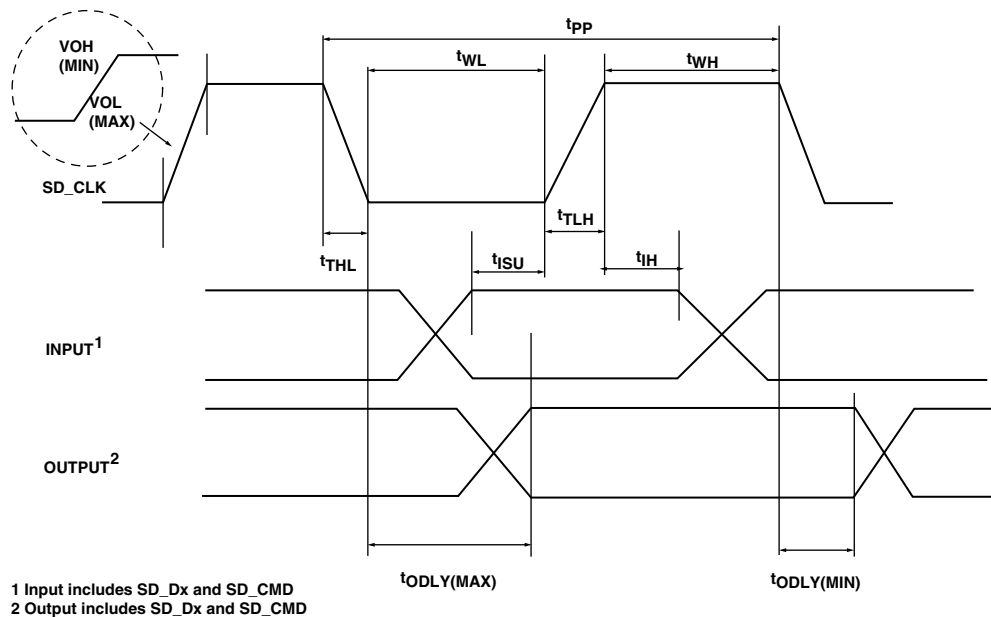 tPP
VOH
(MIN)
tWL
tWH
VOL
(MAX)
SD_CLK
tTLH
tTHL
tISU
tIH
INPUT1
OUTPUT2
tODLY(MAX)
tODLY(MIN)
1 Input includes SD_Dx and SD_CMD
2 Output includes SD_Dx and SD_CMD